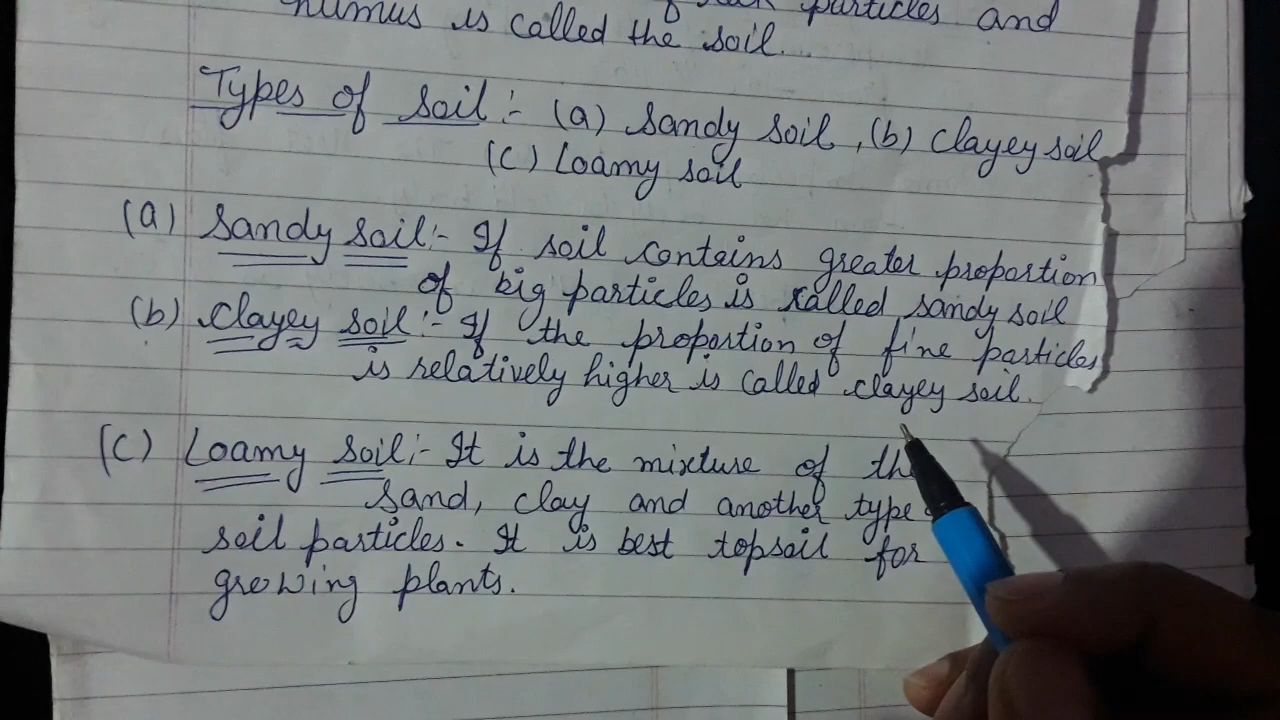 particles and
humus is called the soil..
Types of soil :- (a) Sandy soil, (b) Clayey soil
(c) Loamy soil
(a) Sandy soil :- If soil contains greater proportion
of big particles is called sandy soil
(b) Clayey soil :- If the proportion of fine particles
is relatively higher is called clayey soil.
(C) Loamy soil :- It is the mixture of
sand, clay and another type
soil particles. It is best topsoil for
growing plants.